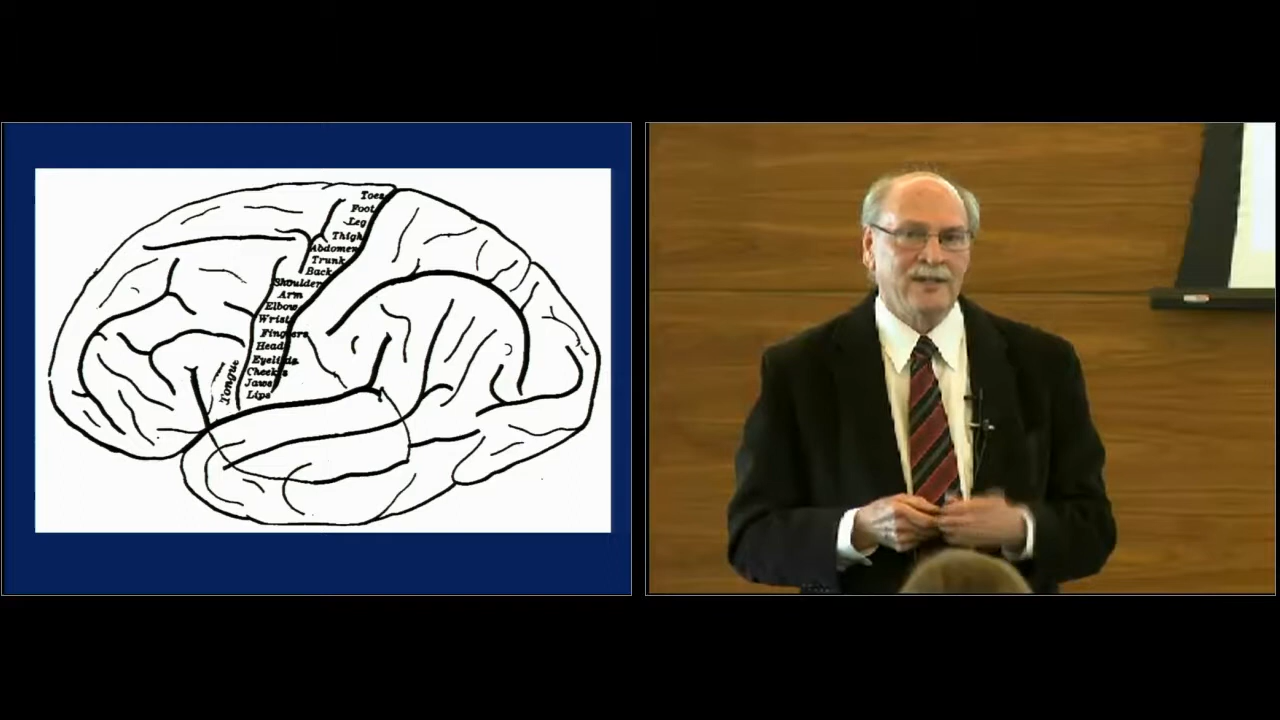 Toes
Foot
Leg
Thigh
Abdomen
Trunk
Back
Shoulder
Arm
Elbow
Wrist
Fingers
Head
Eyelids
Cheeks
Jaws
Lips
Tongue